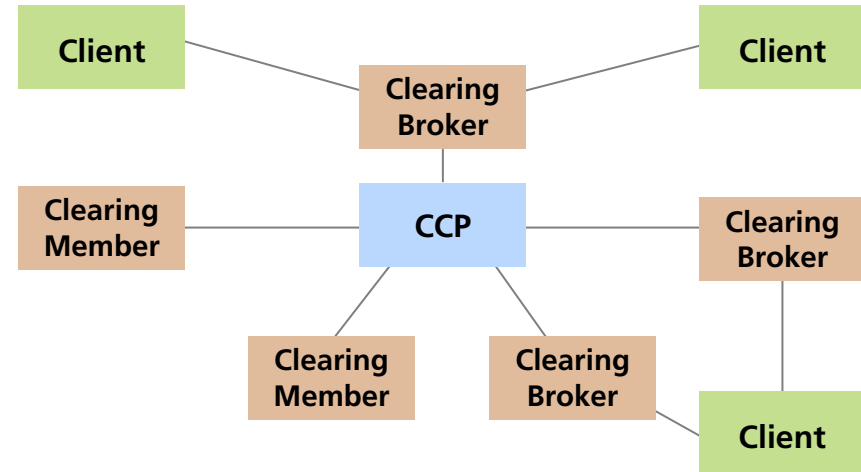 Client
Client
Clearing
Broker
Clearing
Member
CCP
Clearing
Broker
Clearing
Member
Clearing
Broker
Client